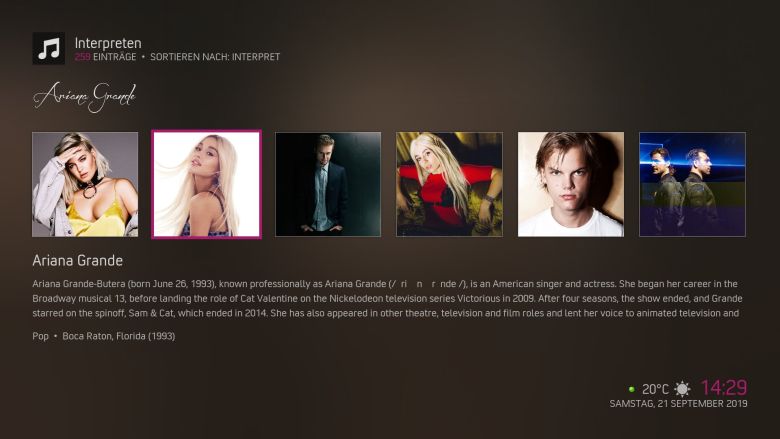 Interpreten
259 EINTRÄGE • SORTIEREN NACH: INTERPRET
Ariana Grande
Ariana Grande
Ariana Grande-Butera (born June 26, 1993), known professionally as Ariana Grande (/ ri n r nde /), is an American singer and actress. She began her career in the
Broadway musical 13, before landing the role of Cat Valentine on the Nickelodeon television series Victorious in 2009. After four seasons, the show ended, and Grande
starred on the spinoff, Sam & Cat, which ended in 2014. She has also appeared in other theatre, television and film roles and lent her voice to animated television and
Pop • Boca Raton, Florida (1993)
20°C 14:29
SAMSTAG, 21 SEPTEMBER 2019